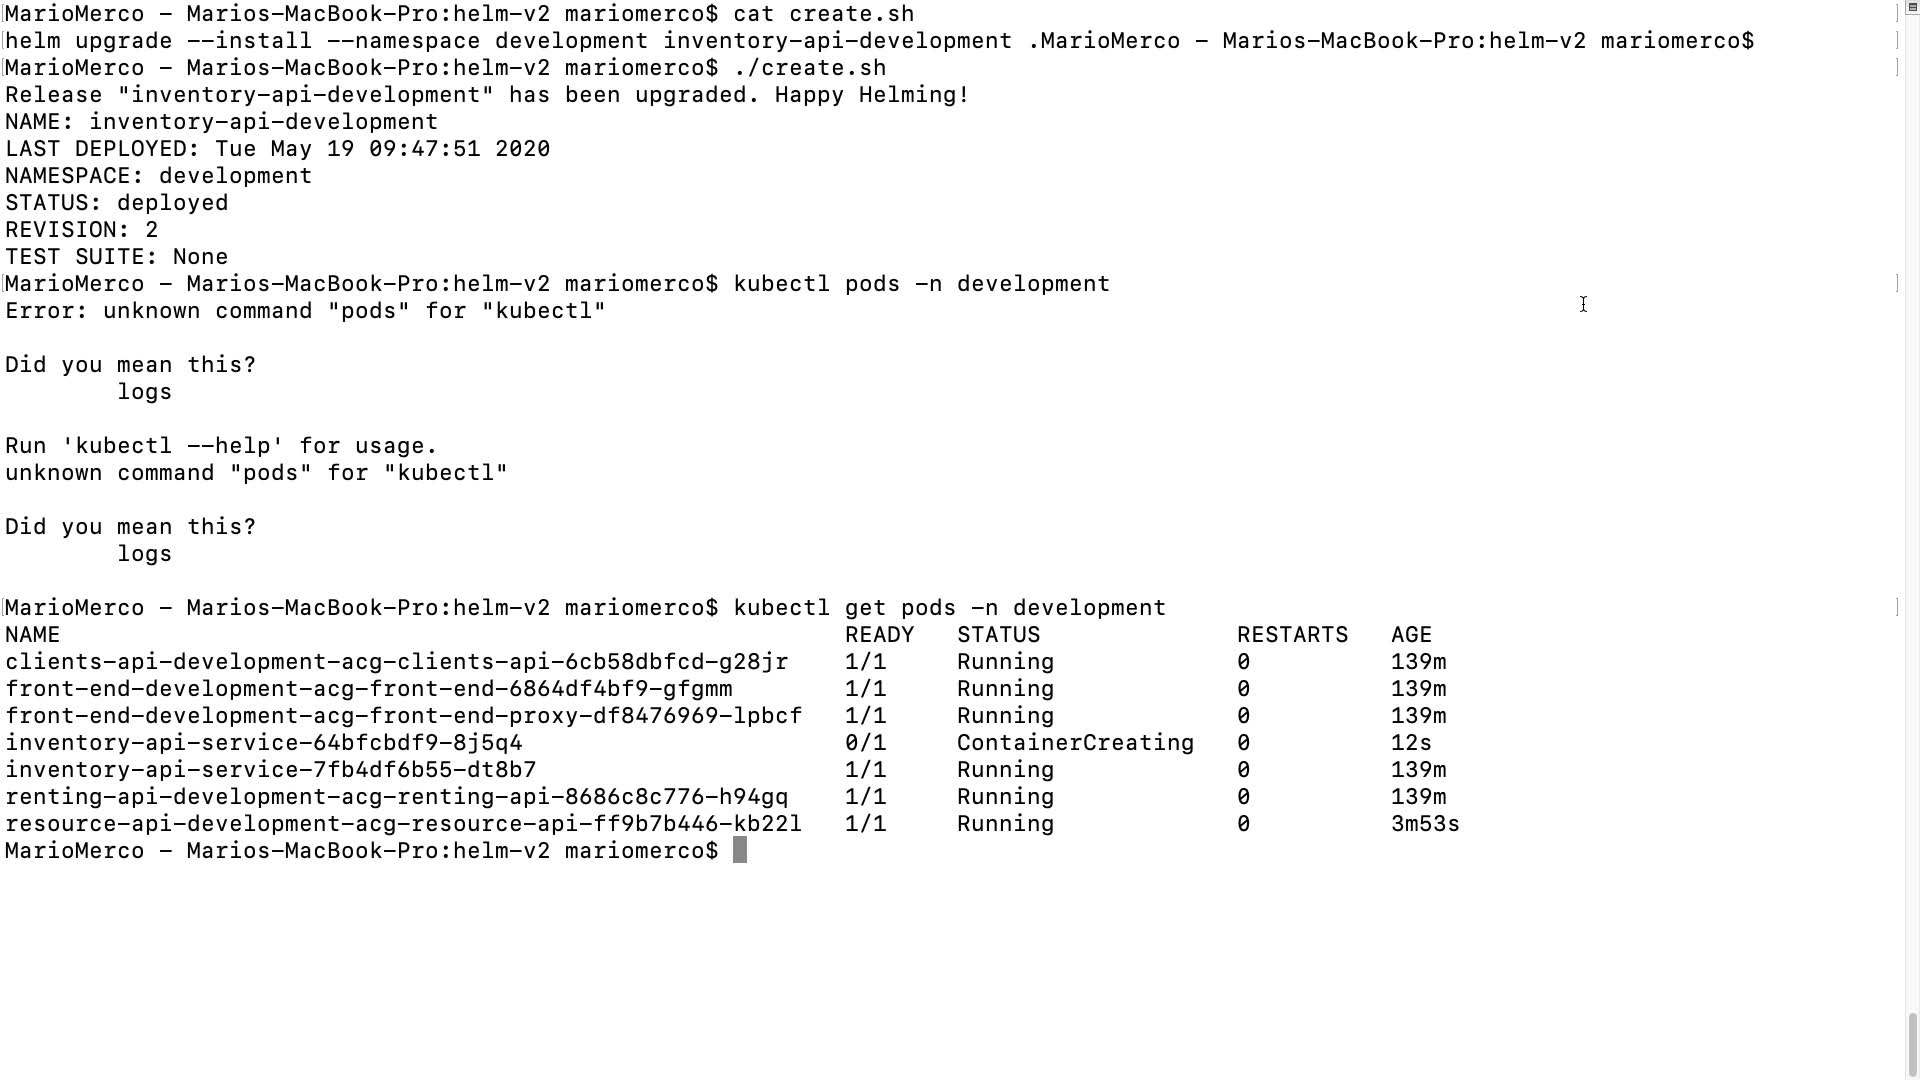 MarioMerco - Marios-MacBook-Pro:helm-v2 mariomerco$ cat create.sh
helm upgrade --install --namespace development inventory-api-development .MarioMerco - Marios-MacBook-Pro:helm-v2 mariomerco$
MarioMerco - Marios-MacBook-Pro:helm-v2 mariomerco$ ./create.sh
Release "inventory-api-development" has been upgraded. Happy Helming!
NAME: inventory-api-development
LAST DEPLOYED: Tue May 19 09:47:51 2020
NAMESPACE: development
STATUS: deployed
REVISION: 2
TEST SUITE: None
MarioMerco - Marios-MacBook-Pro:helm-v2 mariomerco$ kubectl pods -n development
Error: unknown command "pods" for "kubectl"
Did you mean this?
logs
Run 'kubectl --help' for usage.
unknown command "pods" for "kubectl"
Did you mean this?
logs
MarioMerco - Marios-MacBook-Pro:helm-v2 mariomerco$ kubectl get pods -n development
NAME READY STATUS RESTARTS AGE
clients-api-development-acg-clients-api-6cb58dbfcd-g28jr 1/1 Running 0 139m
front-end-development-acg-front-end-6864df4bf9-gfgmm 1/1 Running 0 139m
front-end-development-acg-front-end-proxy-df8476969-lpbcf 1/1 Running 0 139m
inventory-api-service-64bfcbdf9-8j5q4 0/1 ContainerCreating 0 12s
inventory-api-service-7fb4df6b55-dt8b7 1/1 Running 0 139m
renting-api-development-acg-renting-api-8686c8c776-h94gq 1/1 Running 0 139m
resource-api-development-acg-resource-api-ff9b7b446-kb22l 1/1 Running 0 3m53s
MarioMerco - Marios-MacBook-Pro:helm-v2 mariomerco$